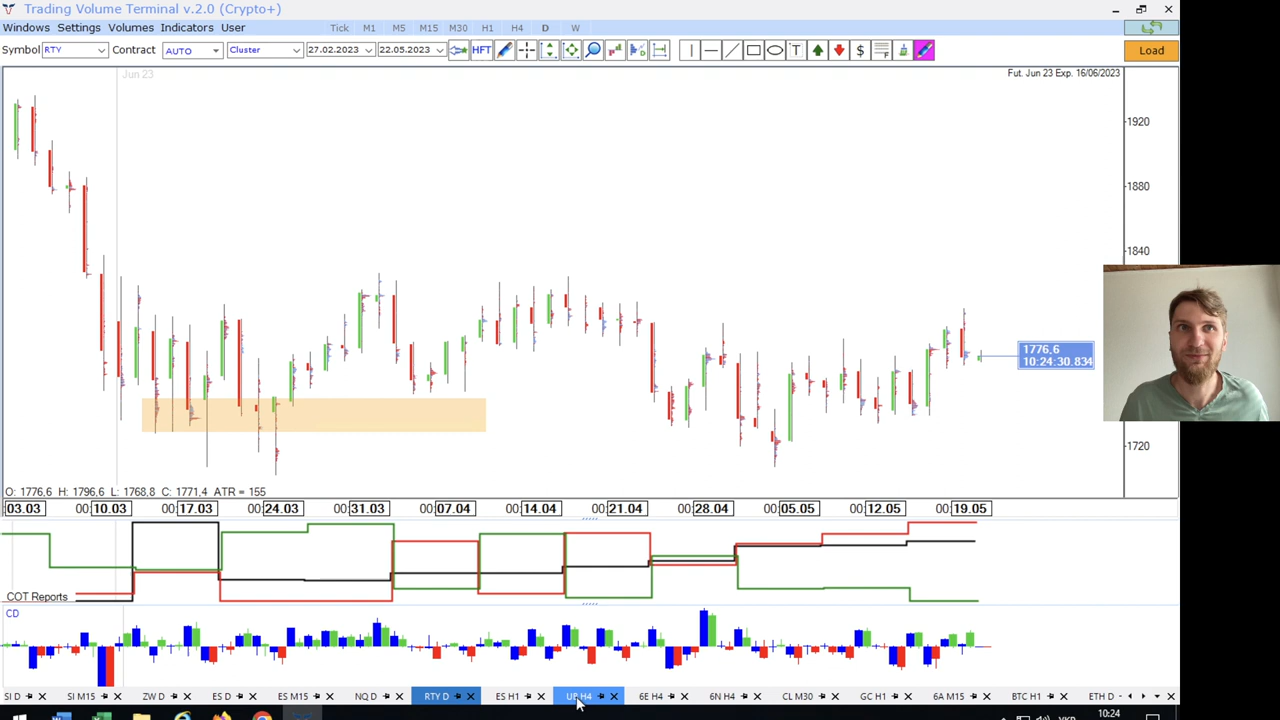 Trading Volume Terminal v.2.0 (Crypto+)
Windows Settings Volumes Indicators User Tick M1 M5 M15 M30 H1 H4 D W
Symbol RTY Contract AUTO Cluster 27.02.2023 22.05.2023 HFT T $ Load
Jun 23
Fut. Jun 23 Exp. 16/06/2023
1920
1880
1840
1776,6
10:24:30.834
1720
O: 1776,6 H: 1796,6 L: 1768,8 C: 1771,4 ATR = 155
03.03 00:10.03 00:17.03 00:24.03 00:31.03 00:07.04 00:14.04 00:21.04 00:28.04 00:05.05 00:12.05 00:19.05
COT Reports
CD
SI D SI M15 ZW D ES D ES M15 NQ D RTY D ES H1 H4 6E H4 6N H4 CL M30 GC H1 6A M15 BTC H1 ETH D
10:24